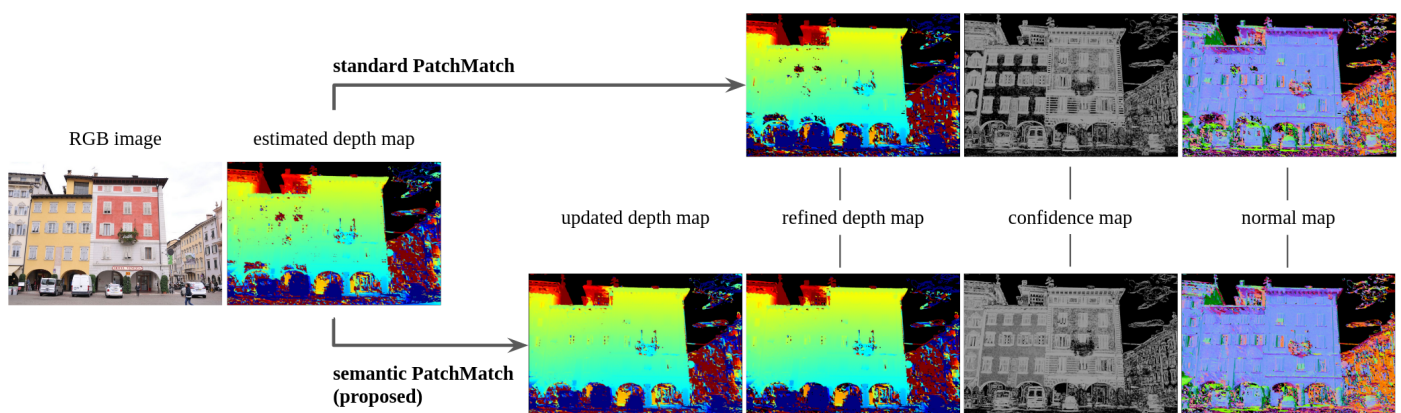 standard PatchMatch
RGB image
estimated depth map
updated depth map
refined depth map
confidence map
normal map
semantic PatchMatch
(proposed)